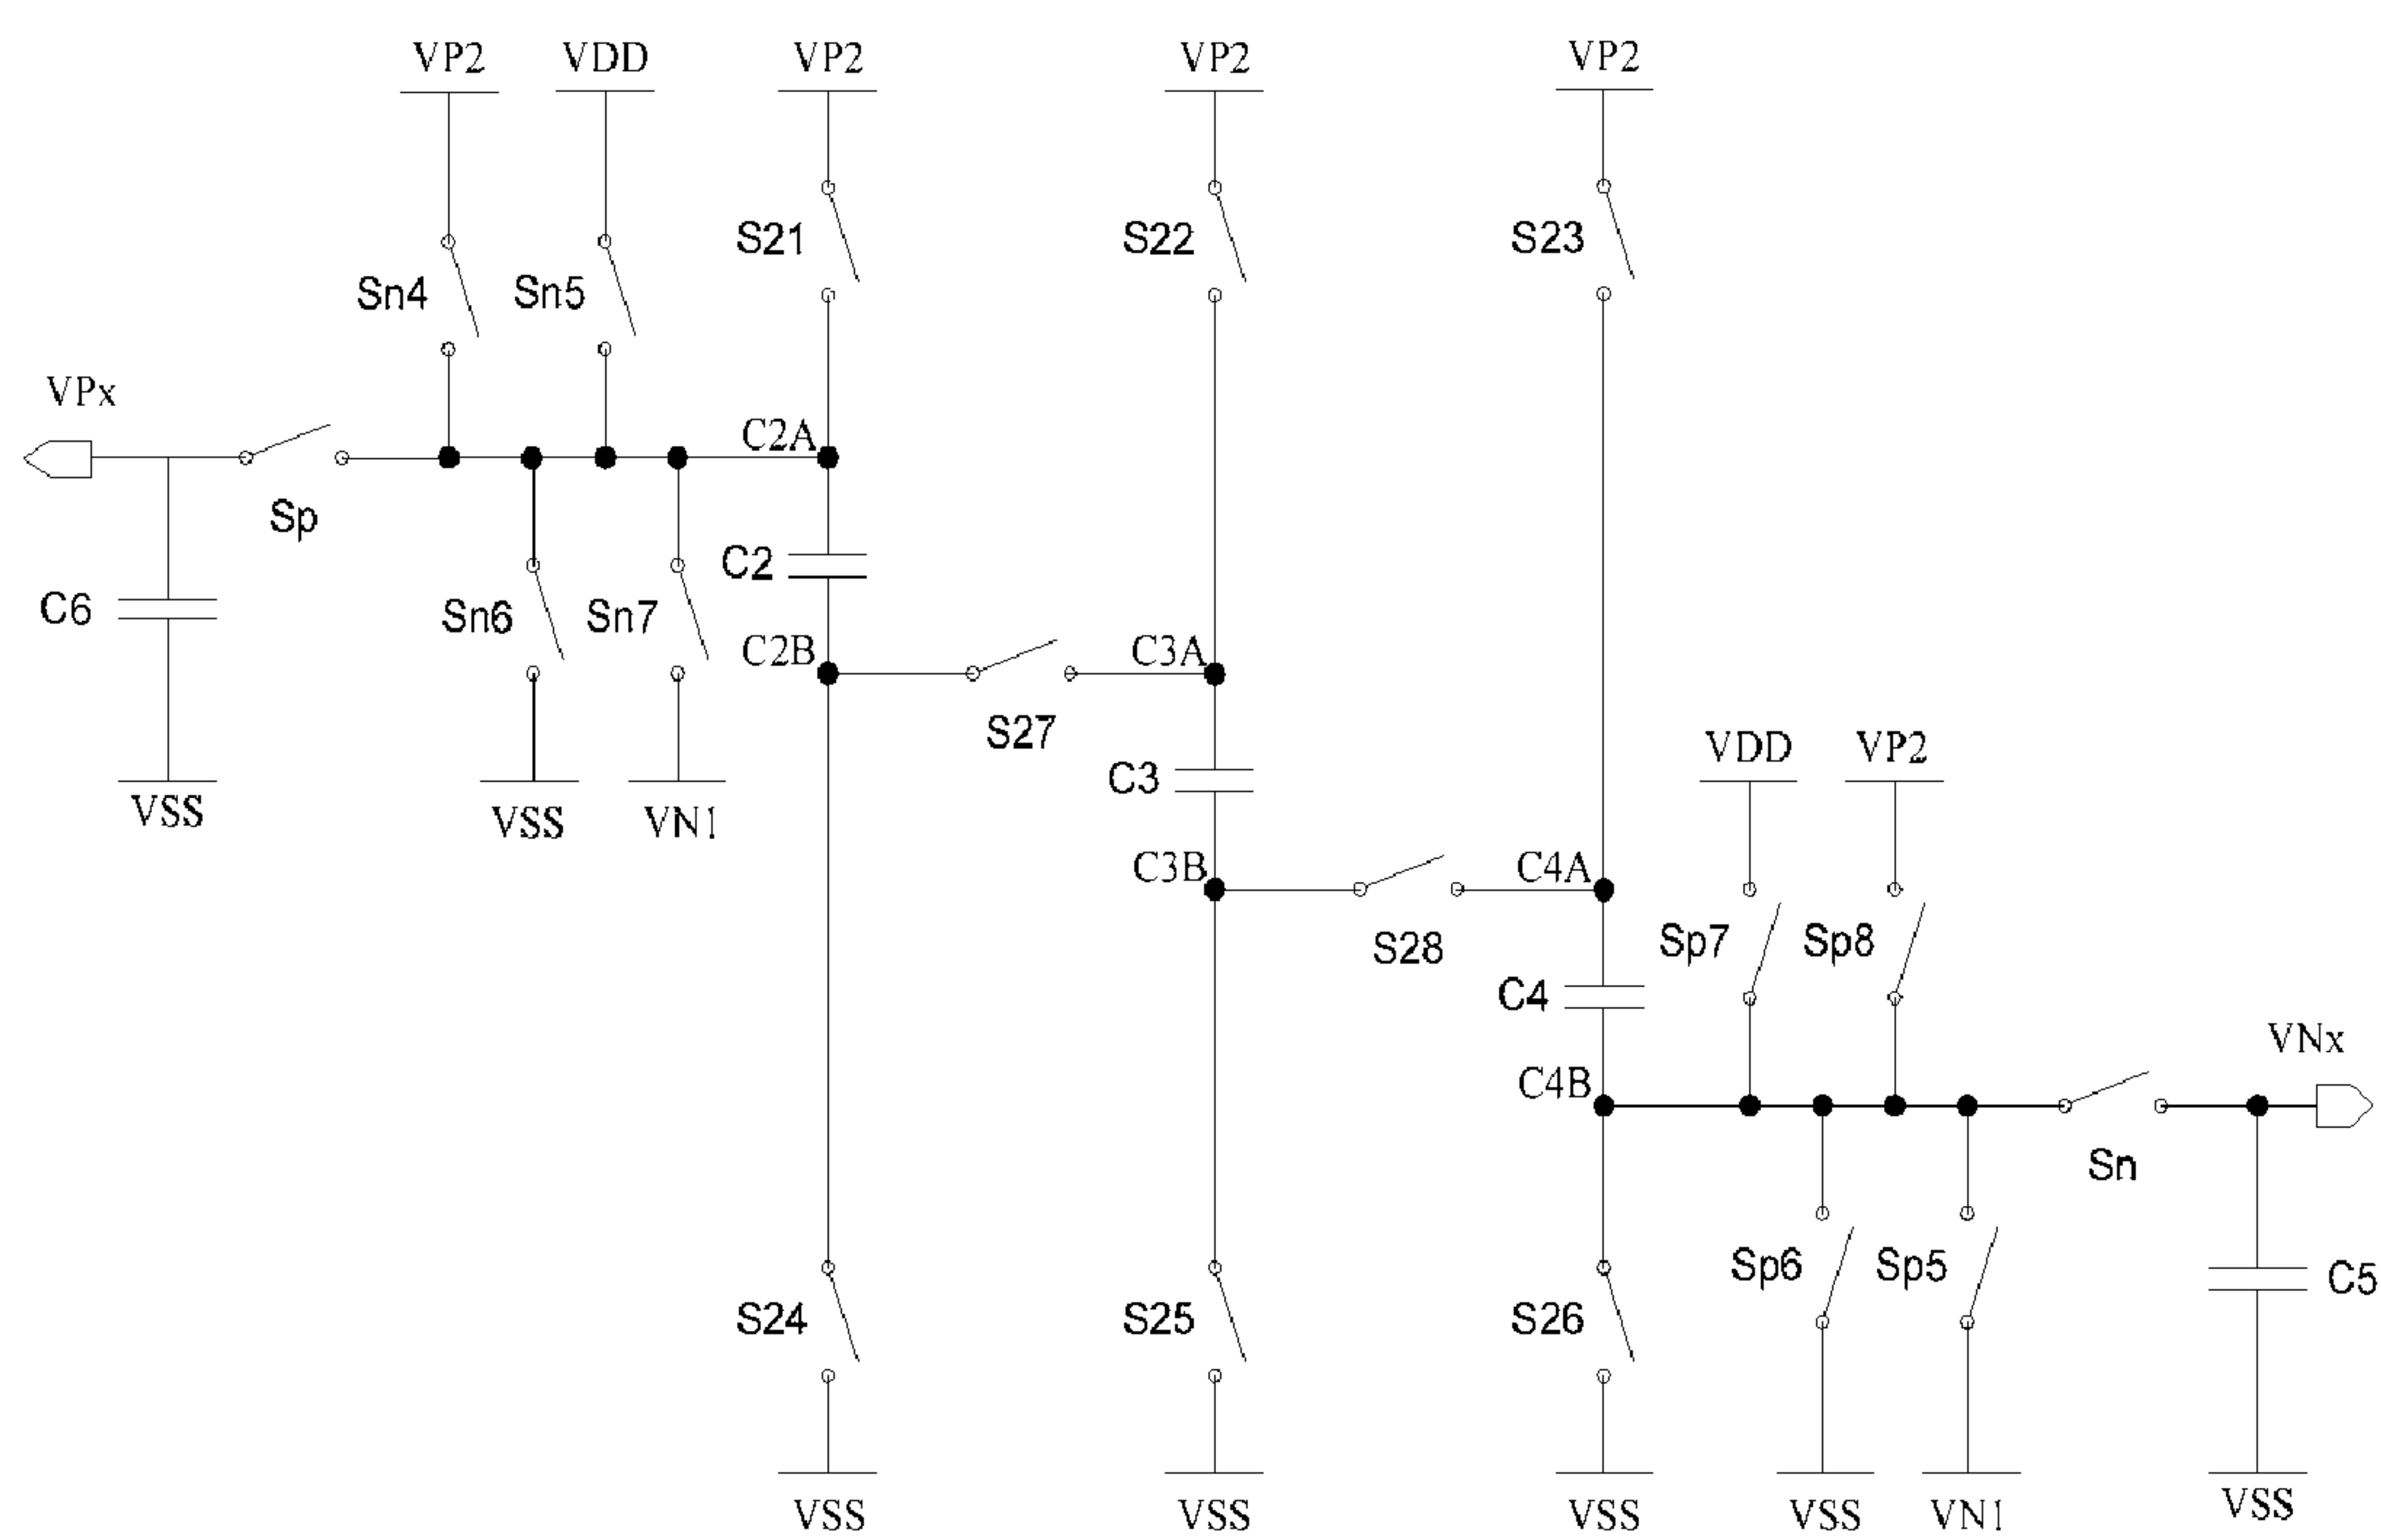 VP2 VDD VP2 VP2 VP2
S21 S22 S23
Sn4 Sn5
VPx
C2A
Sp
C2
C6 Sn6 Sn7
C2B C3A
S27
VDD VP2
C3
VSS VSS VN1
C3B C4A
S28 Sp7 Sp8
C4
VNx
C4B
Sn
Sp6 Sp5 C5
S24 S25 S26
VSS VSS VSS VSS VN1 VSS